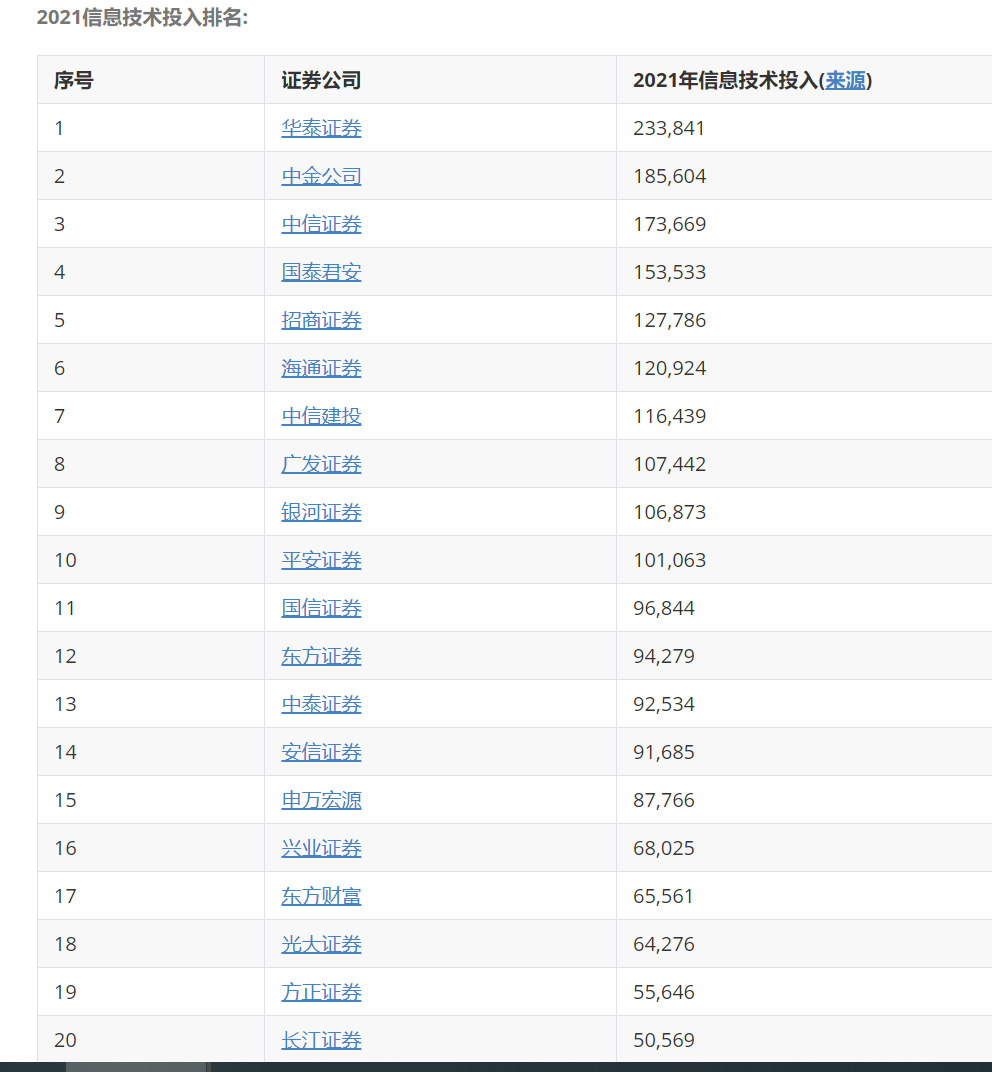 2021信息技术投入排名:
序号 证券公司 2021年信息技术投入(来源)
1 华泰证券 233,841
2 中金公司 185,604
3 中信证券 173,669
4 国泰君安 153,533
5 招商证券 127,786
6 海通证券 120,924
7 中信建投 116,439
8 广发证券 107,442
9 银河证券 106,873
10 平安证券 101,063
11 国信证券 96,844
12 东方证券 94,279
13 中泰证券 92,534
14 安信证券 91,685
15 申万宏源 87,766
16 兴业证券 68,025
17 东方财富 65,561
18 光大证券 64,276
19 方正证券 55,646
20 长江证券 50,569